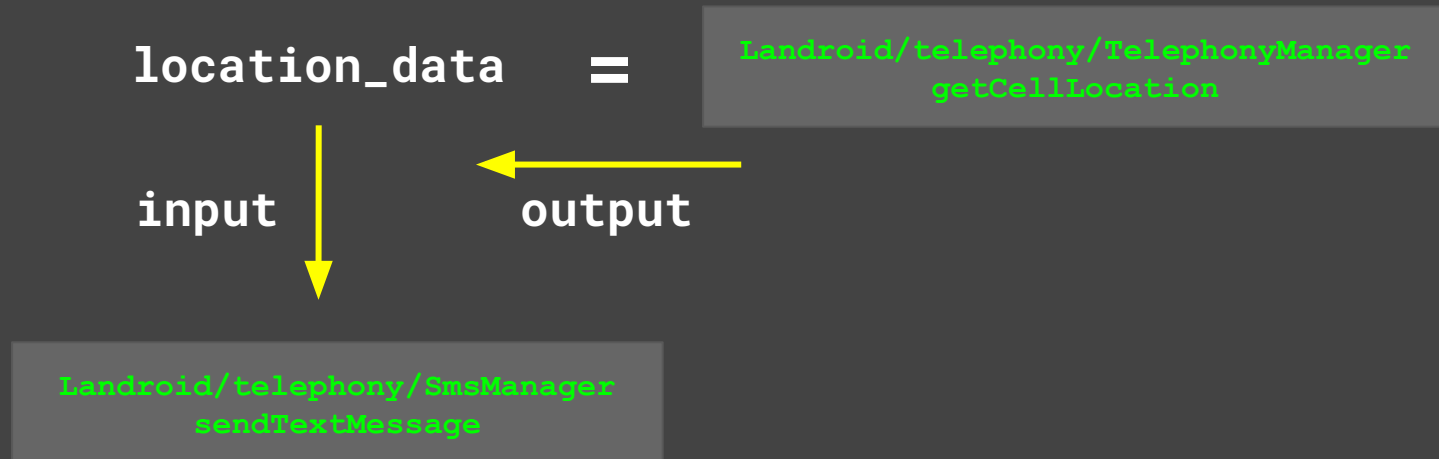 location_data =
Landroid/telephony/TelephonyManager
getCellLocation
input
output
Landroid/telephony/SmsManager
sendTextMessage